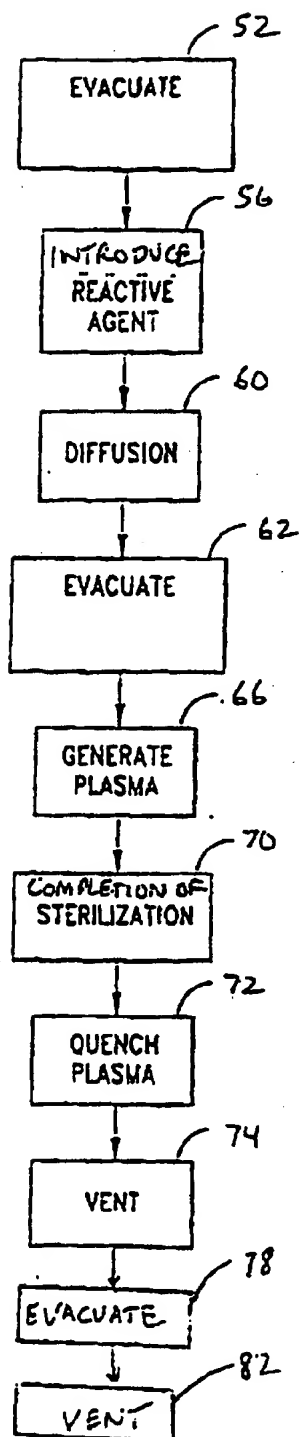 52
EVACUATE
56
INTRODUCE
REACTIVE
AGENT
60
DIFFUSION
62
EVACUATE
66
GENERATE
PLASMA
70
COMPLETION OF
STERILIZATION
72
QUENCH
PLASMA
74
VENT
78
EVACUATE
82
VENT